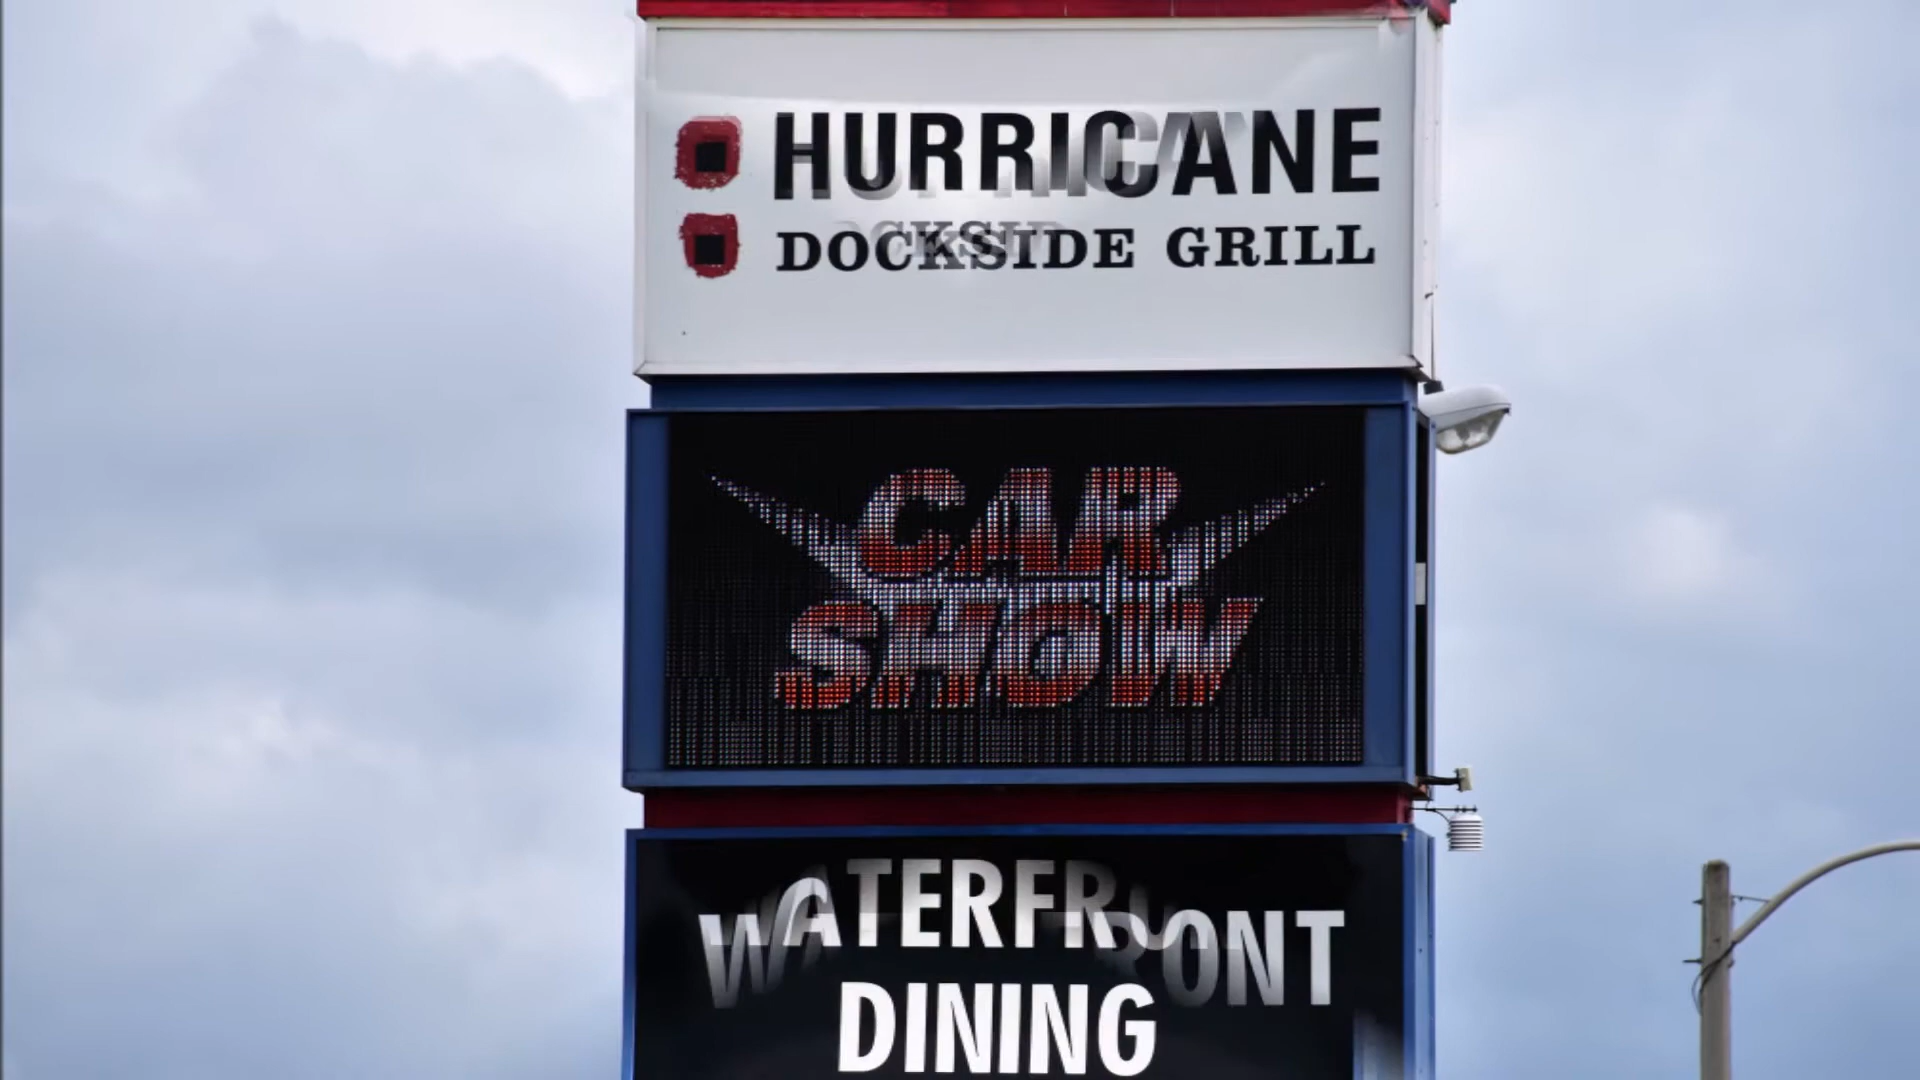 HURRICANE
DOCKSIDE GRILL
CAR
SHOW
WATERFRONT
DINING